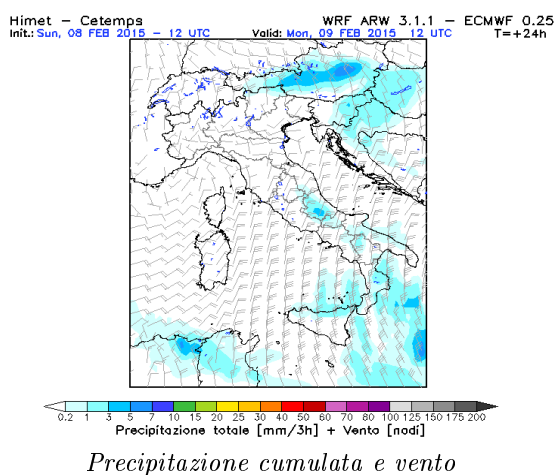 Himet – Cetemps WRF ARW 3.1.1 – ECMWF 0.25
Init.: Sun, 08 FEB 2015 – 12 UTC Valid: Mon, 09 FEB 2015 12 UTC T=+24h
0.2 1 3 5 7 10 15 20 25 30 40 50 60 70 80 100 125 150 175 200
Precipitazione totale [mm/3h] + Vento [nodi]
Precipitazione cumulata e vento